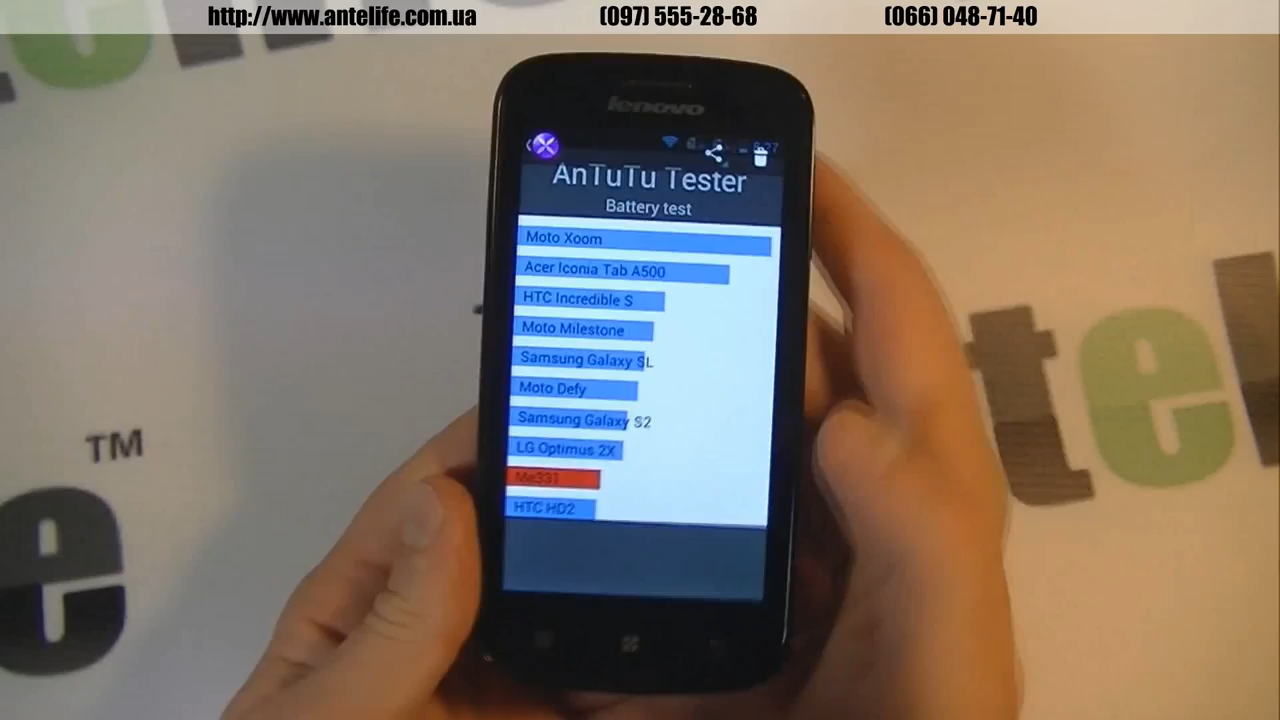 http://www.antelife.com.ua (097) 555-28-68 (066) 048-71-40
lenovo
AnTuTu Tester
Battery test
Moto Xoom
Acer Iconia Tab A500
HTC Incredible S
Moto Milestone
Samsung Galaxy SL
Moto Defy
Samsung Galaxy S2
LG Optimus 2X
Me331
HTC HD2
TM
e
te